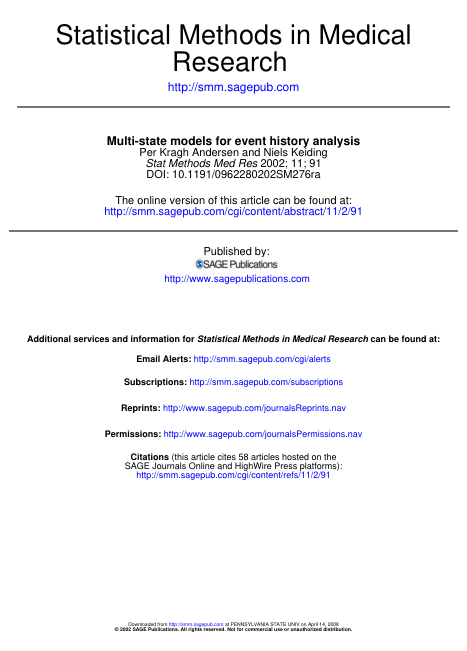 Statistical Methods in Medical
Research
http://smm.sagepub.com
Multi-state models for event history analysis
Per Kragh Andersen and Niels Keiding
Stat Methods Med Res 2002; 11; 91
DOI: 10.1191/0962280202SM276ra
The online version of this article can be found at:
http://smm.sagepub.com/cgi/content/abstract/11/2/91
Published by:
SAGE Publications
http://www.sagepublications.com
Additional services and information for Statistical Methods in Medical Research can be found at:
Email Alerts: http://smm.sagepub.com/cgi/alerts
Subscriptions: http://smm.sagepub.com/subscriptions
Reprints: http://www.sagepub.com/journalsReprints.nav
Permissions: http://www.sagepub.com/journalsPermissions.nav
Citations (this article cites 58 articles hosted on the
SAGE Journals Online and HighWire Press platforms):
http://smm.sagepub.com/cgi/content/refs/11/2/91
Downloaded from http://smm.sagepub.com at PENNSYLVANIA STATE UNIV on April 14, 2008
© 2002 SAGE Publications. All rights reserved. Not for commercial use or unauthorized distribution.